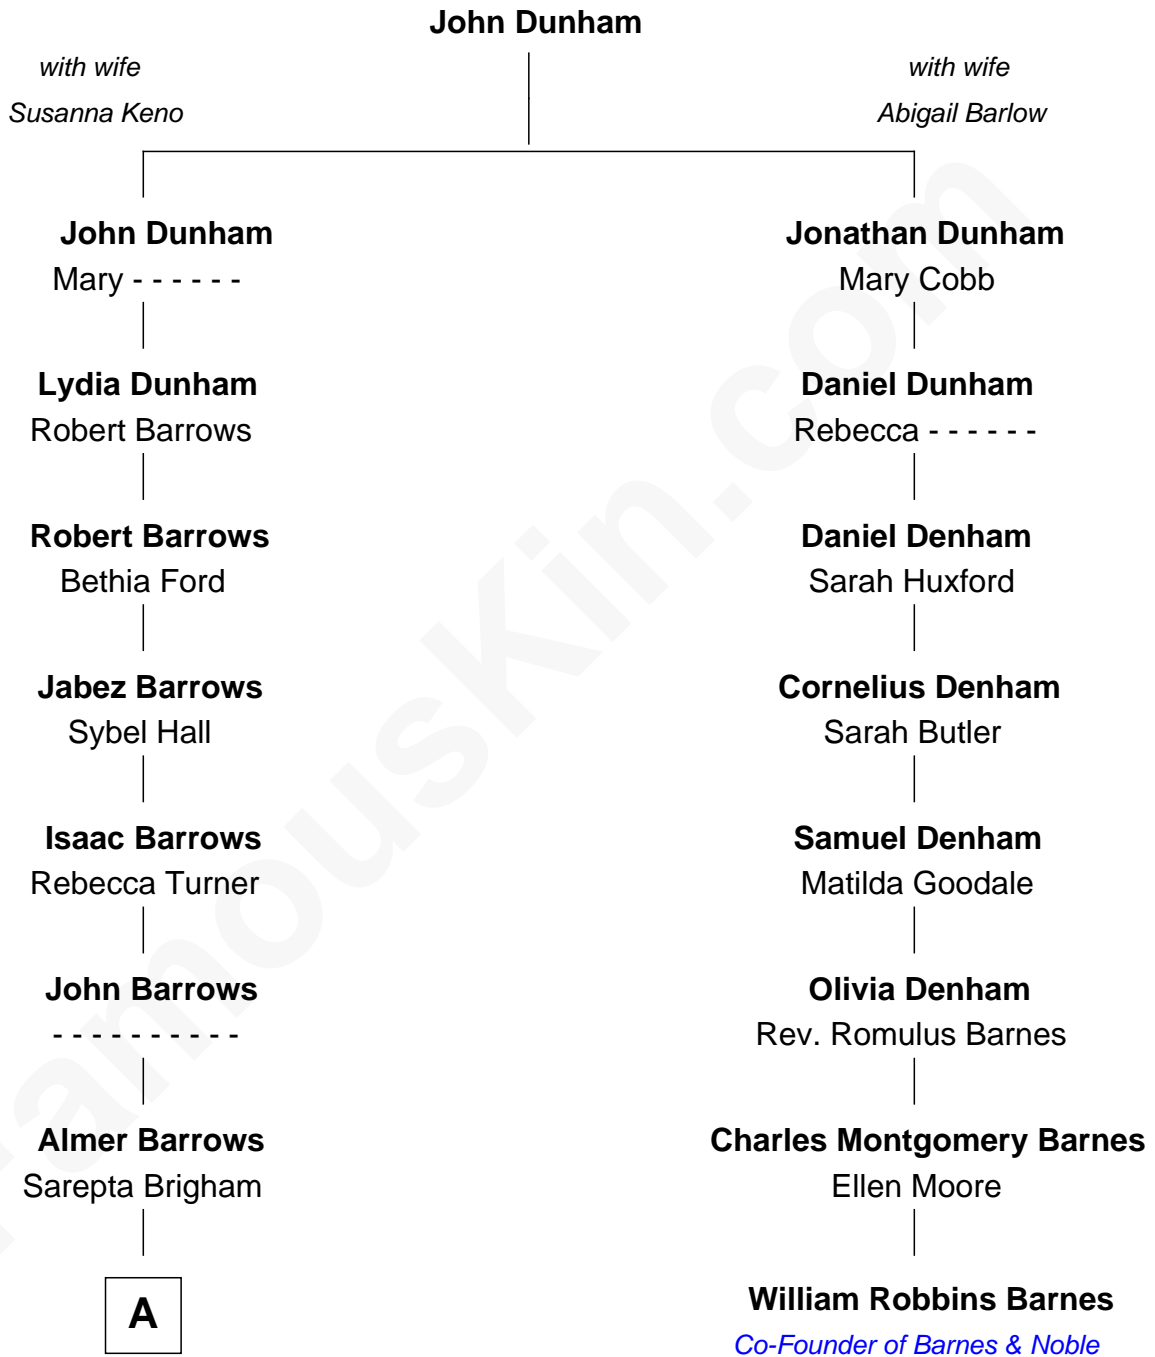 John Dunham
with wife
Susanna Keno
with wife
Abigail Barlow
John Dunham
Mary - - - - - -
Lydia Dunham
Robert Barrows
Robert Barrows
Bethia Ford
Jabez Barrows
Sybel Hall
Isaac Barrows
Rebecca Turner
John Barrows
- - - - - - - - - -
Almer Barrows
Sarepta Brigham
A
Jonathan Dunham
Mary Cobb
Daniel Dunham
Rebecca - - - - - -
Daniel Denham
Sarah Huxford
Cornelius Denham
Sarah Butler
Samuel Denham
Matilda Goodale
Olivia Denham
Rev. Romulus Barnes
Charles Montgomery Barnes
Ellen Moore
William Robbins Barnes
Co-Founder of Barnes & Noble
FamousKin.com